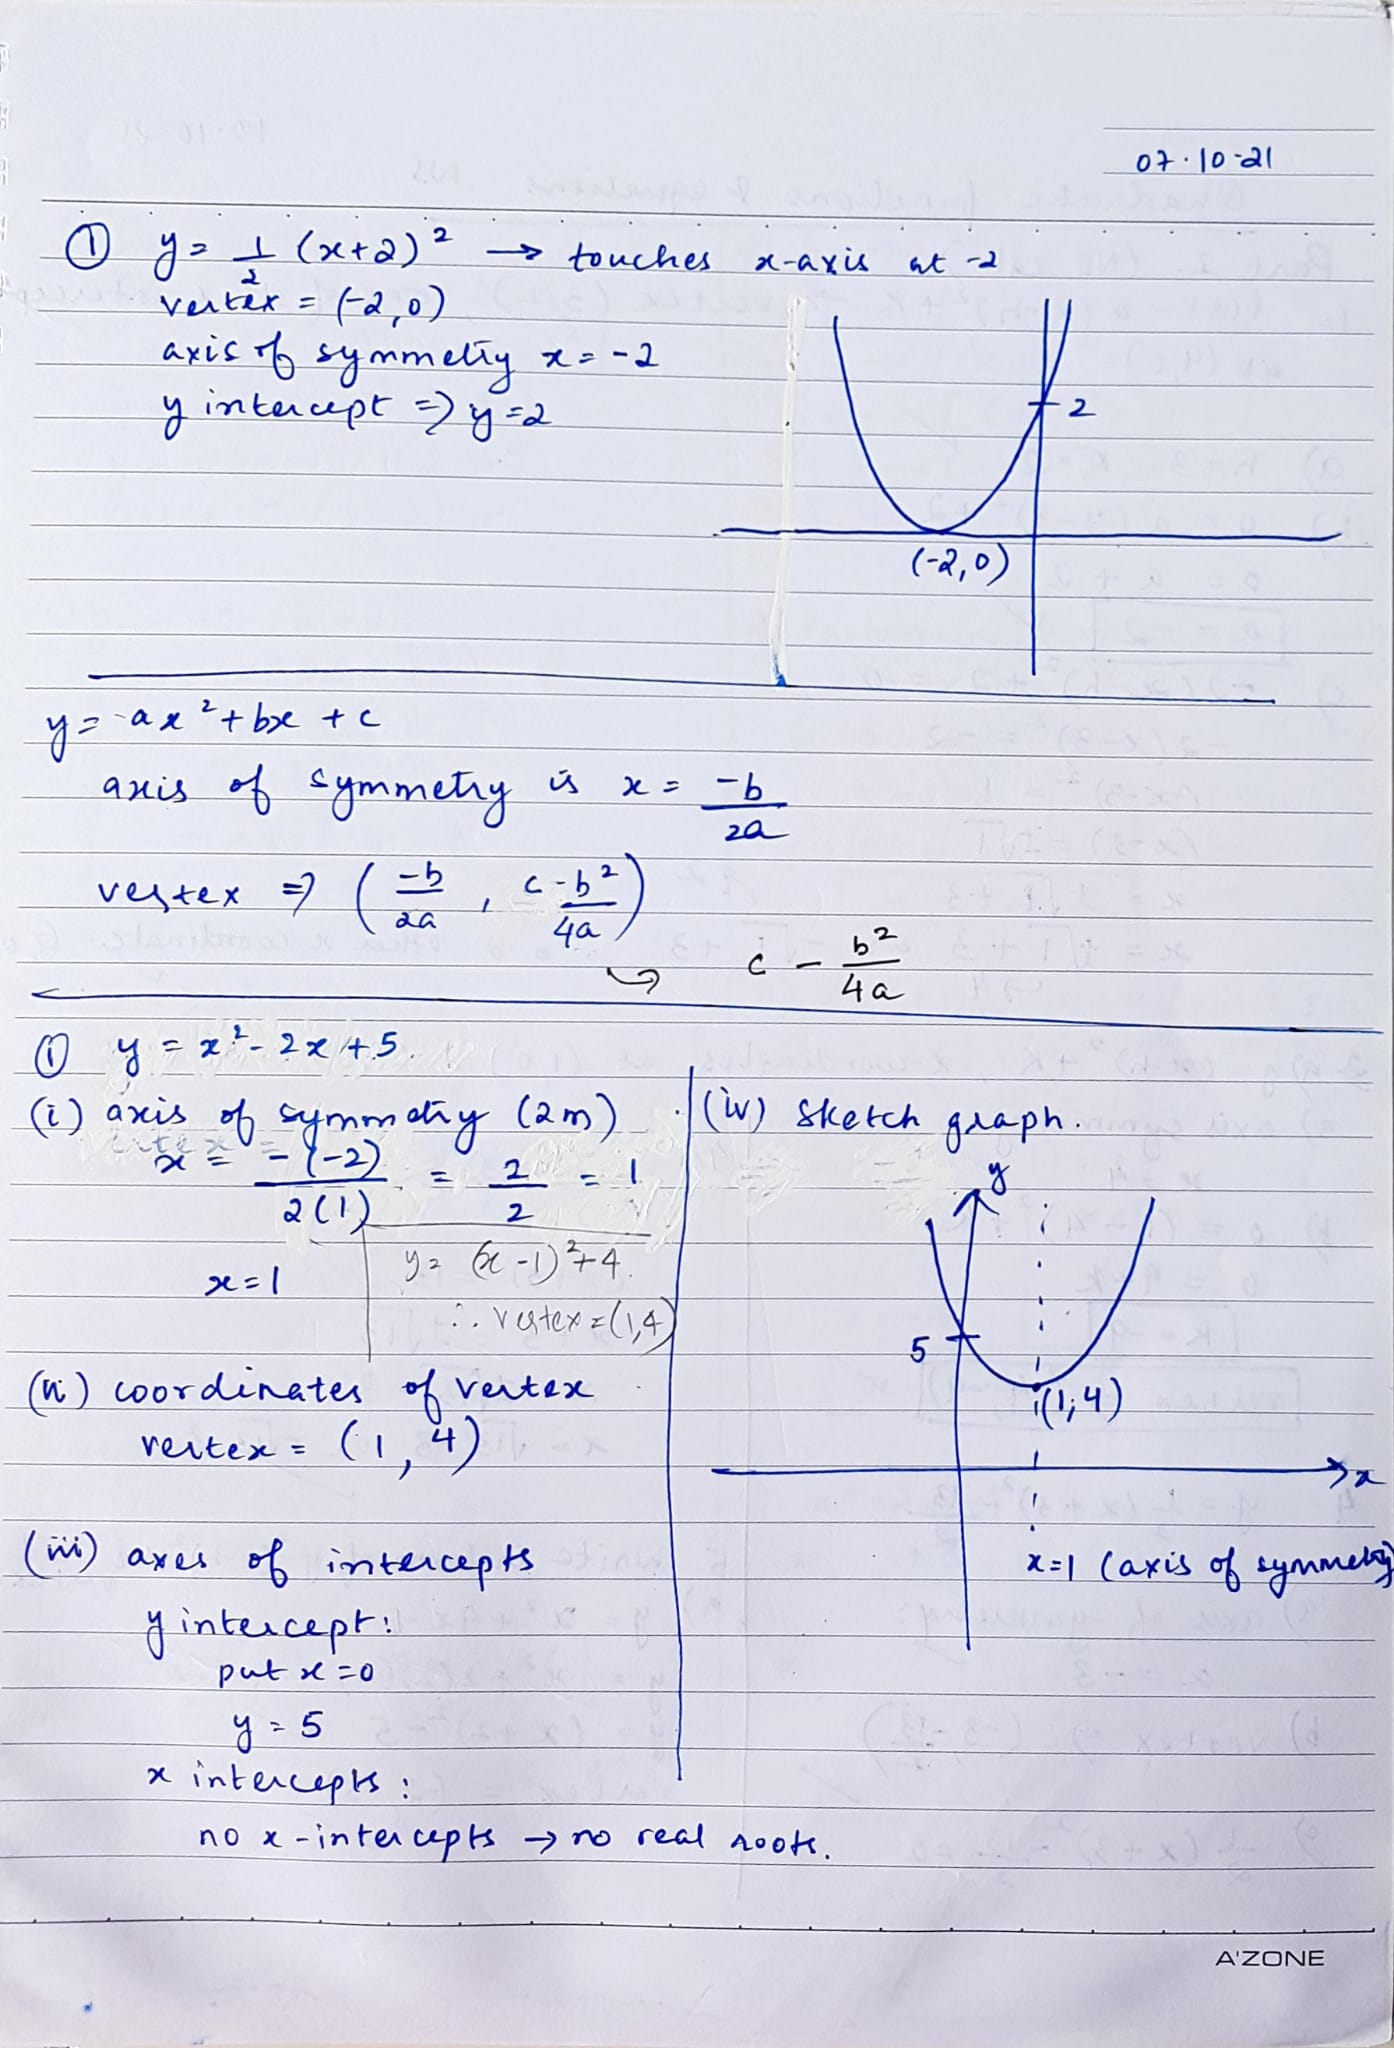 07.10.21
① y = 1/2 (x+2)² → touches x-axis at -2
vertex = (-2,0)
axis of symmetry x = -2
y intercept => y = 2
2
(-2,0)
y = ax² + bx + c
axis of symmetry is x = -b/2a
vertex => (-b/2a , c-b²/4a)
c - b²/4a
① y = x² - 2x + 5
(i) axis of symmetry (2m)
x = -(-2)/2(1) = 2/2 = 1
x = 1
y = (x-1)² + 4.
∴ vertex = (1,4)
(ii) coordinates of vertex
vertex = (1, 4)
(iii) axes of intercepts
y intercept:
put x = 0
y = 5
x intercepts:
no x-intercepts → no real roots.
(iv) Sketch graph.
y
5
(1,4)
x
x=1 (axis of symmetry)
A'ZONE